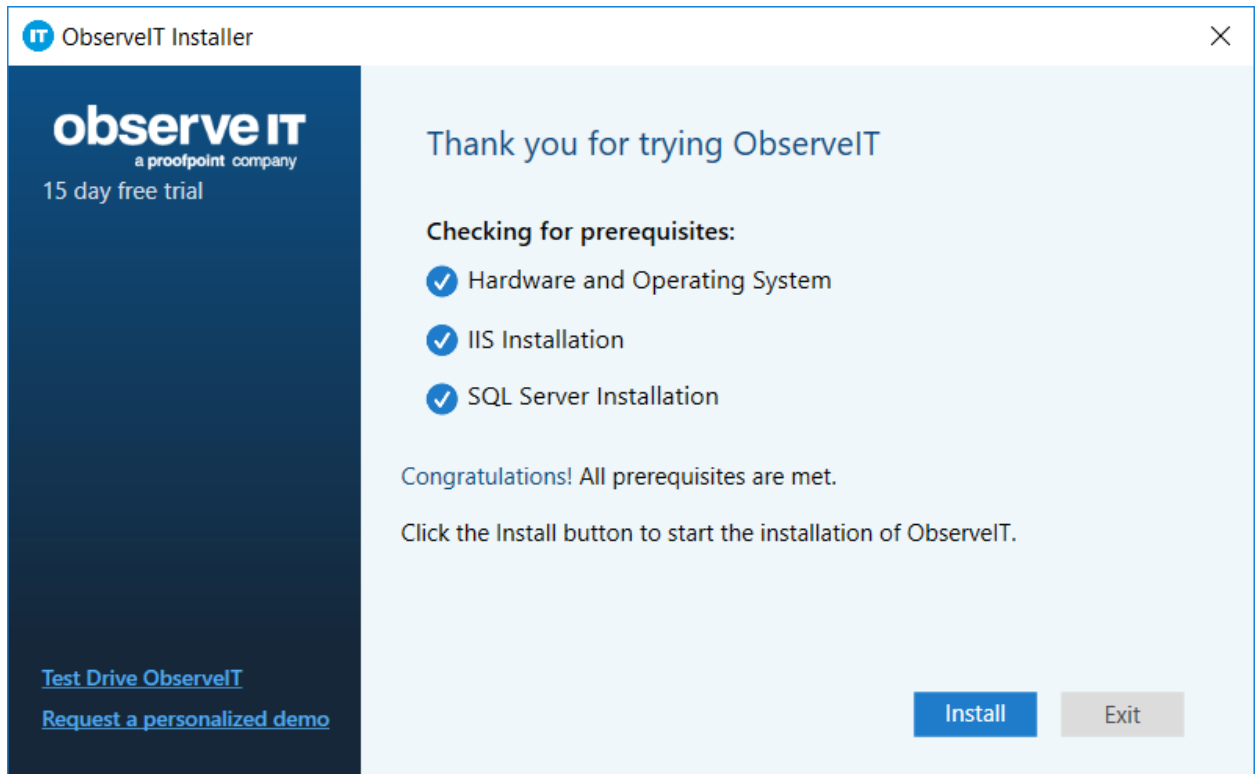 IT ObserveIT Installer
observe IT
a proofpoint company
15 day free trial
Thank you for trying ObserveIT
Checking for prerequisites:
Hardware and Operating System
IIS Installation
SQL Server Installation
Congratulations! All prerequisites are met.
Click the Install button to start the installation of ObserveIT.
Test Drive ObserveIT
Request a personalized demo
Install
Exit